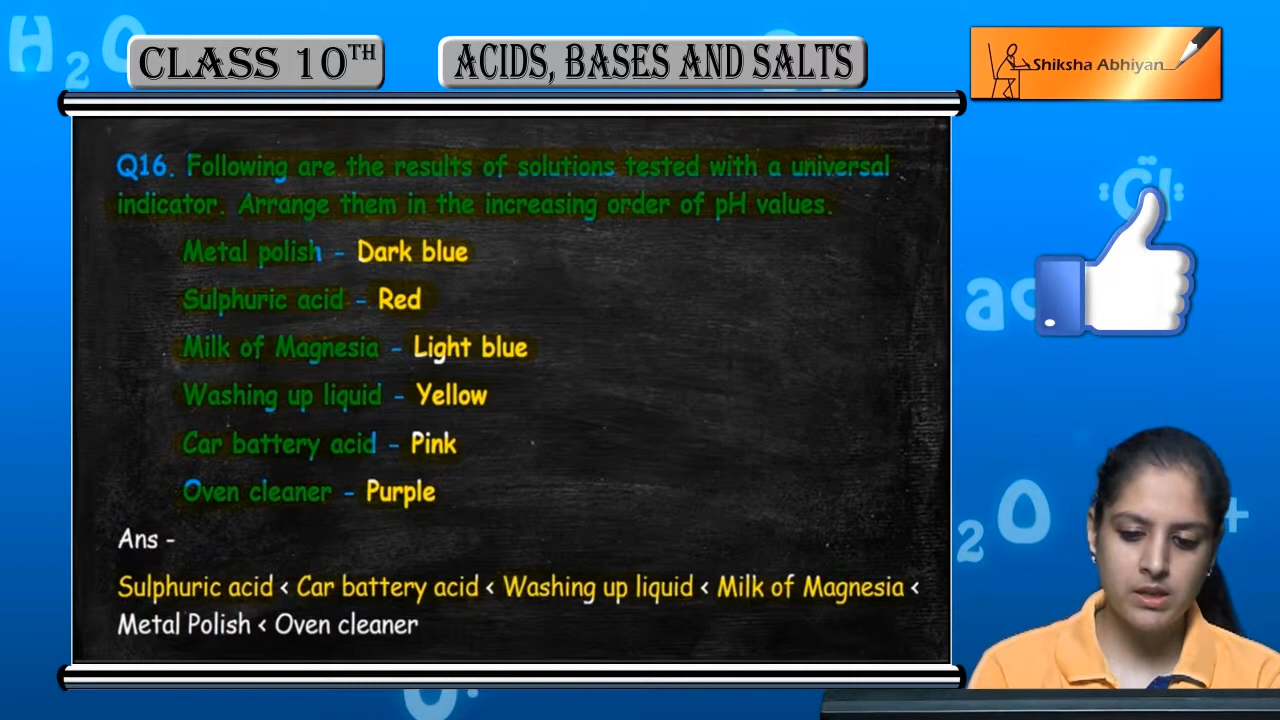 H₂O
CLASS 10TH
ACIDS, BASES AND SALTS
Shiksha Abhiyan
Q16. Following are the results of solutions tested with a universal
indicator. Arrange them in the increasing order of pH values.
Metal polish - Dark blue
Sulphuric acid - Red
Milk of Magnesia - Light blue
Washing up liquid - Yellow
Car battery acid - Pink
Oven cleaner - Purple
Ans -
Sulphuric acid < Car battery acid < Washing up liquid < Milk of Magnesia <
Metal Polish < Oven cleaner
:Cl:
₂O
+